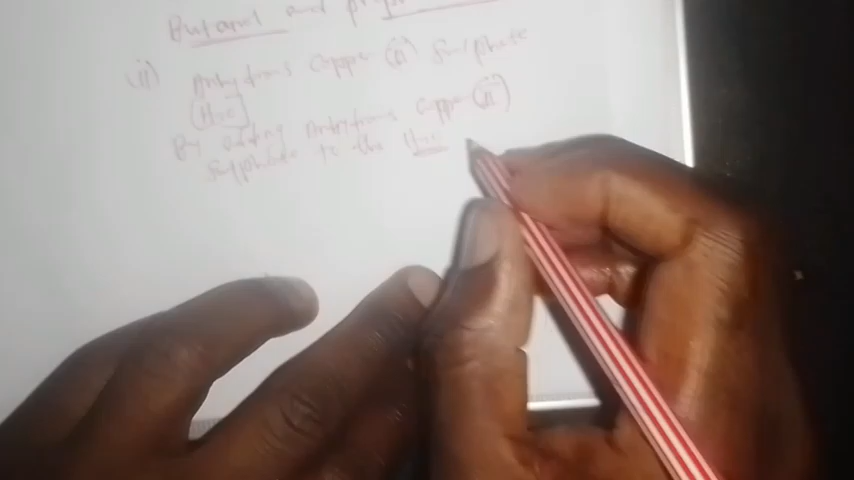 Butanol and
ii) Anhydrous Copper (II) Sulphate
(H₂O)
By adding Anhydrous Copper (II)
Sulphate to the H₂O